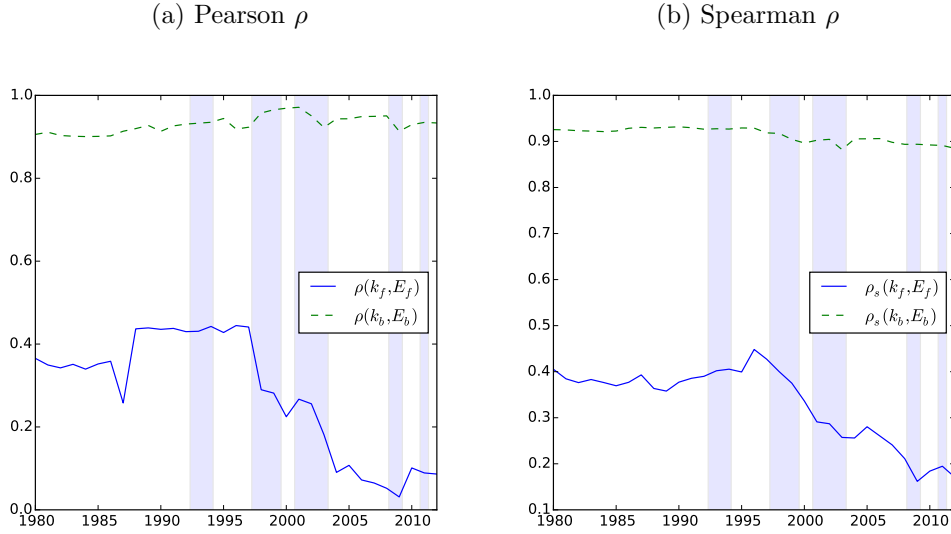 (a) Pearson ρ
(b) Spearman ρ
1.0
0.8
0.6
0.4
0.2
0.0
1980 1985 1990 1995 2000 2005 2010
ρ(k_f,E_f)
ρ(k_b,E_b)
1.0
0.9
0.8
0.7
0.6
0.5
0.4
0.3
0.2
0.1
1980 1985 1990 1995 2000 2005 2010
ρ_s(k_f,E_f)
ρ_s(k_b,E_b)